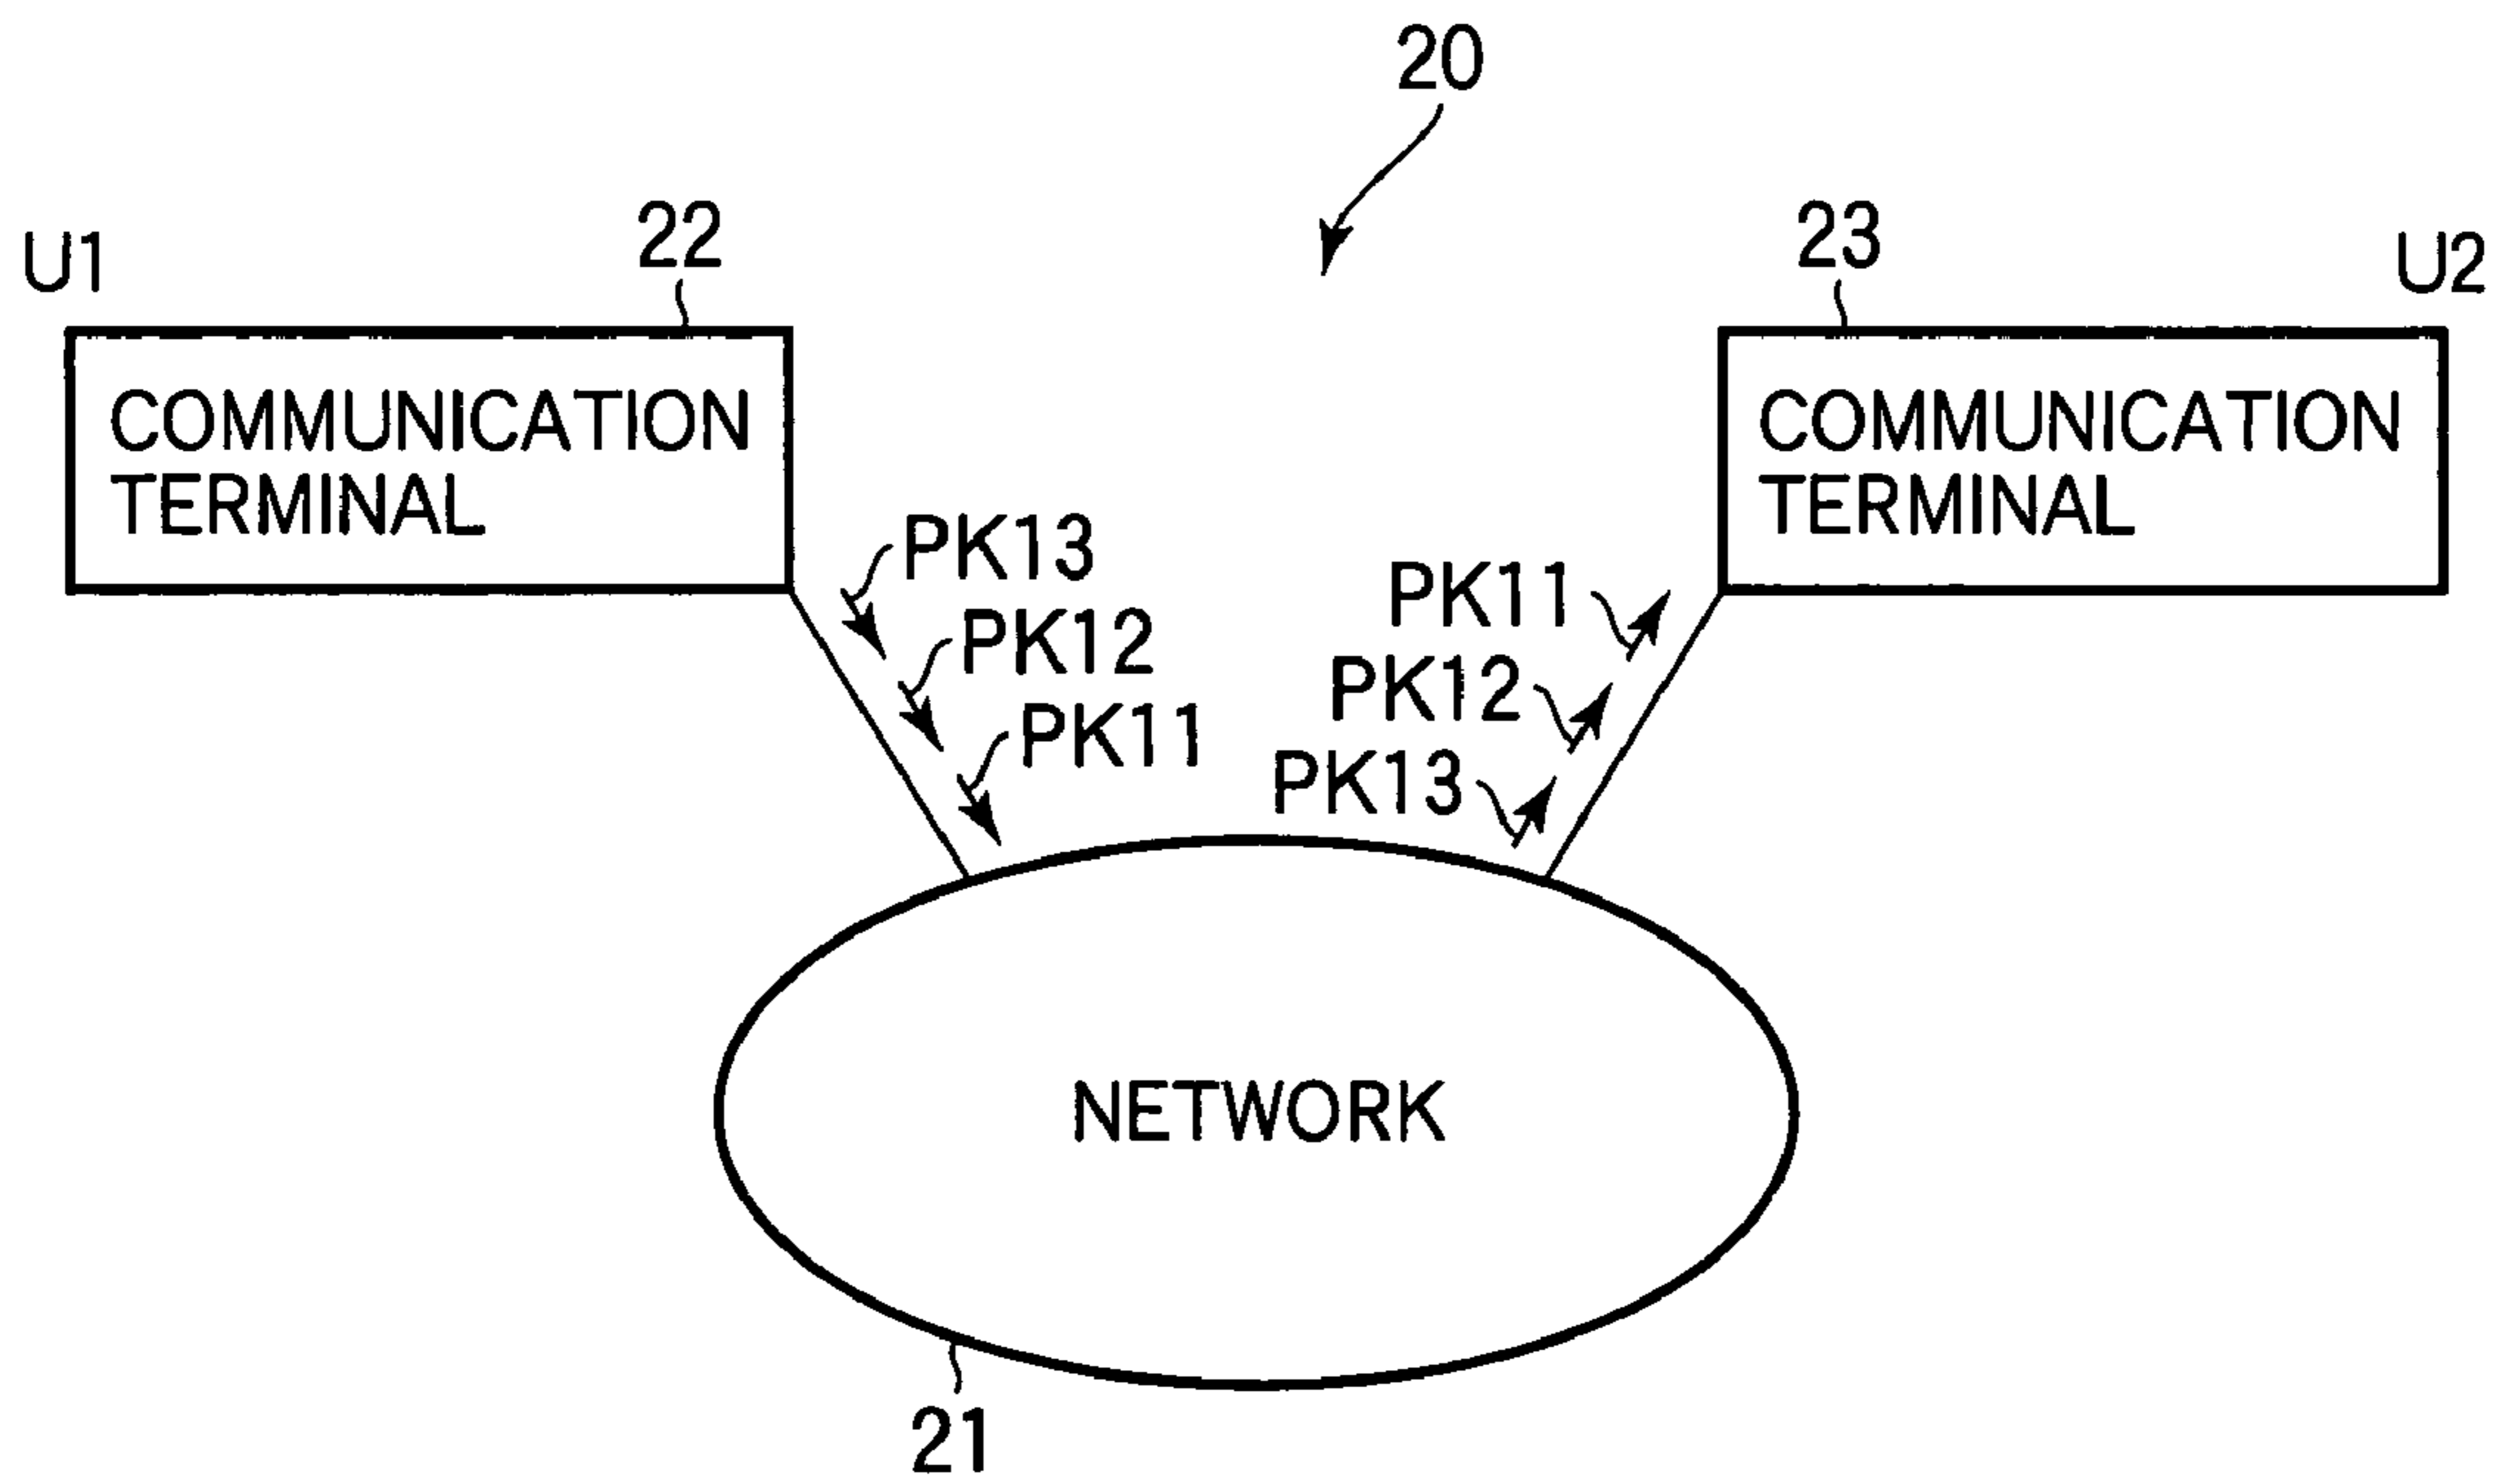 20
U1
22
23
U2
COMMUNICATION
TERMINAL
COMMUNICATION
TERMINAL
PK13
PK12
PK11
PK11
PK12
PK13
NETWORK
21